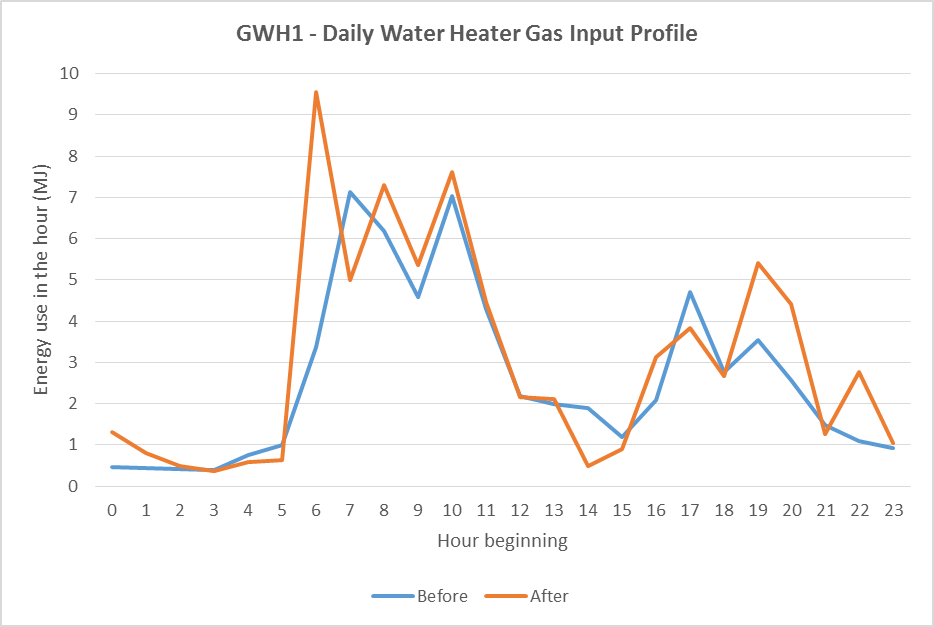 GWH1 - Daily Water Heater Gas Input Profile
Energy use in the hour (MJ)
10
9
8
7
6
5
4
3
2
1
0
0 1 2 3 4 5 6 7 8 9 10 11 12 13 14 15 16 17 18 19 20 21 22 23
Hour beginning
Before After